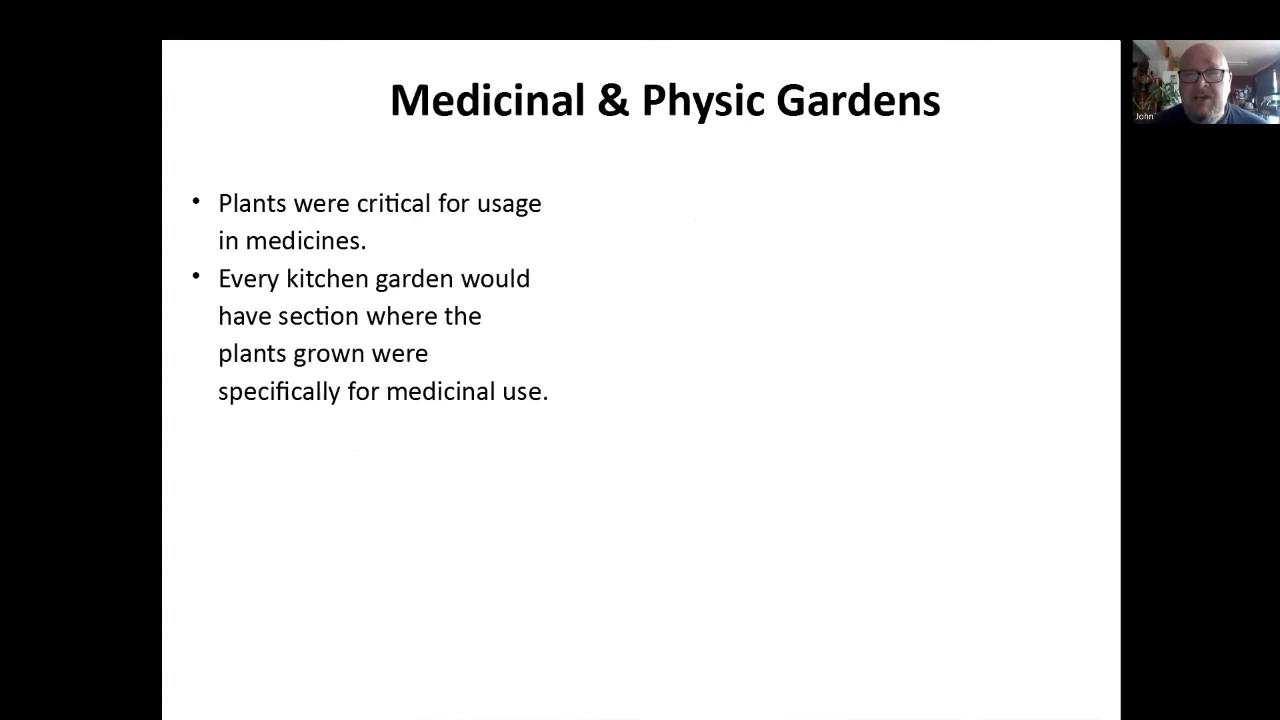 Medicinal & Physic Gardens
John
• Plants were critical for usage
in medicines.
• Every kitchen garden would
have section where the
plants grown were
specifically for medicinal use.